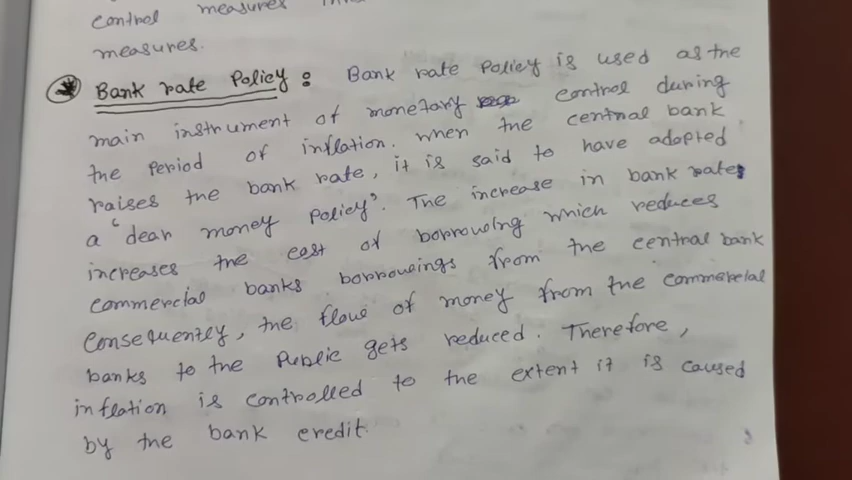 control measures
measures.
Bank rate Policy : Bank rate Policy is used as the
main instrument of monetary control during
the period of inflation. When the central bank
raises the bank rate, it is said to have adopted
a ‘dear money Policy’. The increase in bank rate
increases the cost of borrowing which reduces
commercial banks borrowings from the central bank
Consequently, the flow of money from the commercial
banks to the Public gets reduced. Therefore,
inflation is controlled to the extent it is caused
by the bank credit.